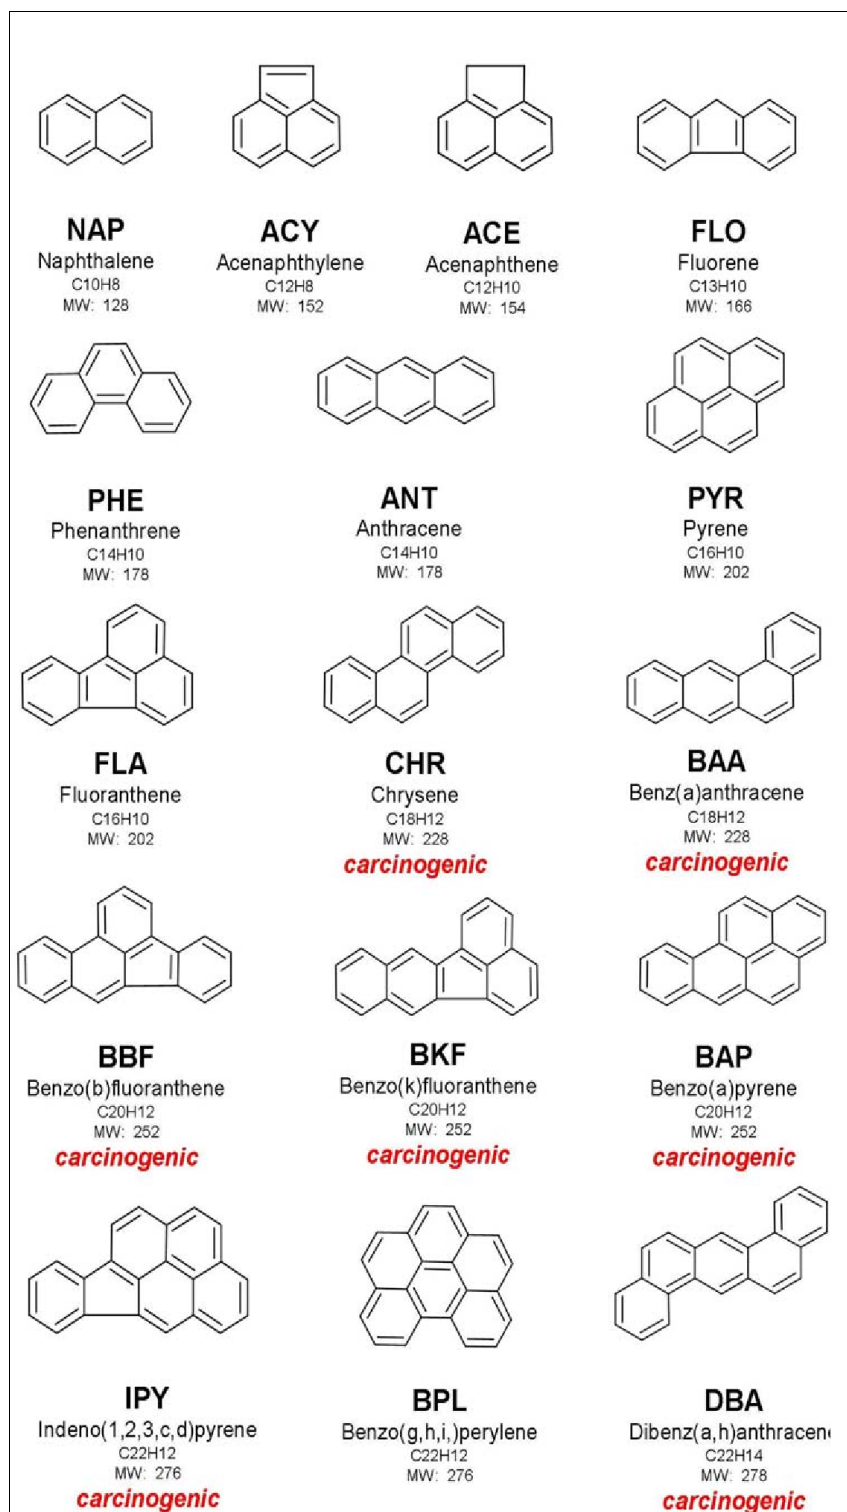 NAP
Naphthalene
C10H8
MW: 128
ACY
Acenaphthylene
C12H8
MW: 152
ACE
Acenaphthene
C12H10
MW: 154
FLO
Fluorene
C13H10
MW: 166
PHE
Phenanthrene
C14H10
MW: 178
ANT
Anthracene
C14H10
MW: 178
PYR
Pyrene
C16H10
MW: 202
FLA
Fluoranthene
C16H10
MW: 202
CHR
Chrysene
C18H12
MW: 228
carcinogenic
BAA
Benz(a)anthracene
C18H12
MW: 228
carcinogenic
BBF
Benzo(b)fluoranthene
C20H12
MW: 252
carcinogenic
BKF
Benzo(k)fluoranthene
C20H12
MW: 252
carcinogenic
BAP
Benzo(a)pyrene
C20H12
MW: 252
carcinogenic
IPY
Indeno(1,2,3,c,d)pyrene
C22H12
MW: 276
carcinogenic
BPL
Benzo(g,h,i,)perylene
C22H12
MW: 276
DBA
Dibenz(a,h)anthracene
C22H14
MW: 278
carcinogenic